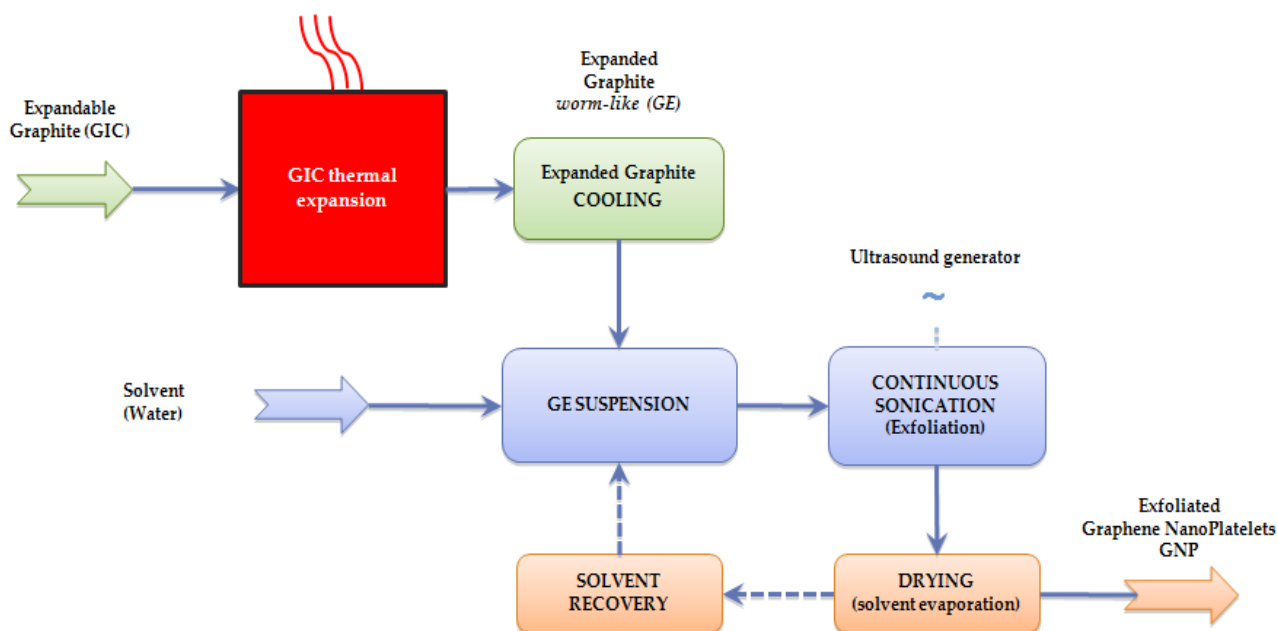 Expandable
Graphite (GIC)
GIC thermal
expansion
Expanded
Graphite
worm-like (GE)
Expanded Graphite
COOLING
Ultrasound generator
~
Solvent
(Water)
GE SUSPENSION
CONTINUOUS
SONICATION
(Exfoliation)
SOLVENT
RECOVERY
DRYING
(solvent evaporation)
Exfoliated
Graphene NanoPlatelets
GNP